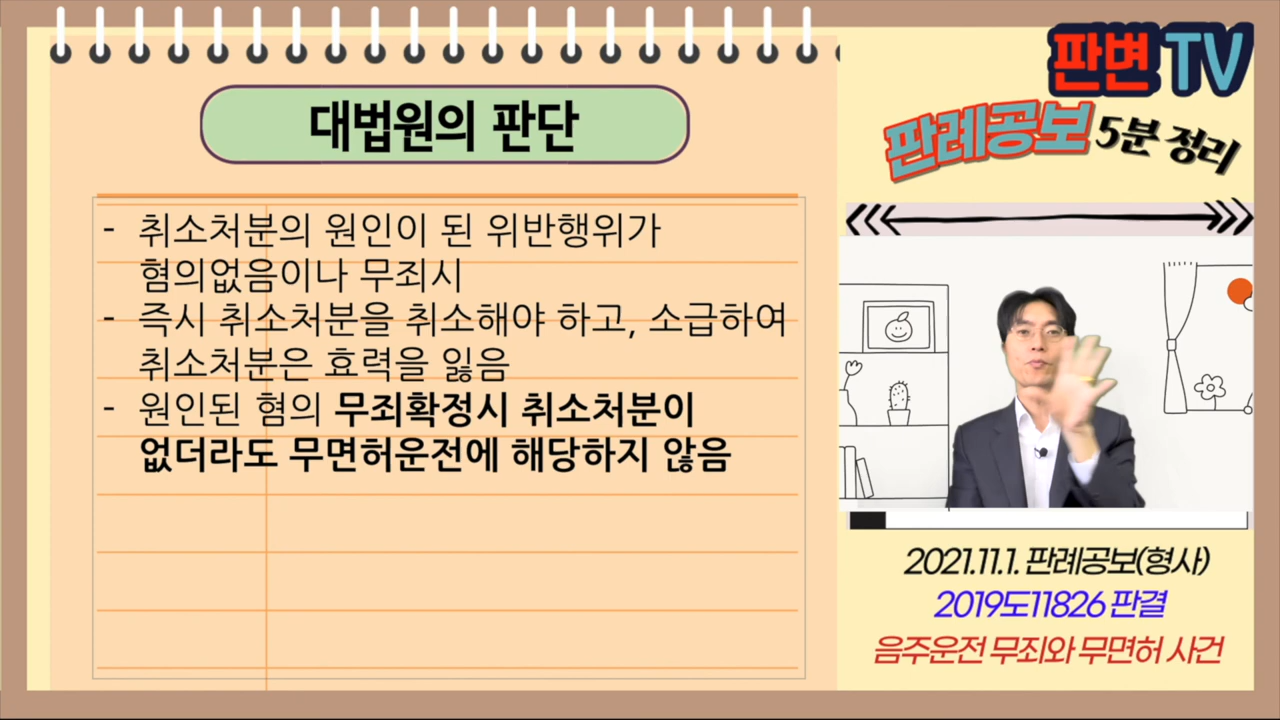 대법원의 판단
- 취소처분의 원인이 된 위반행위가
혐의없음이나 무죄시
- 즉시 취소처분을 취소해야 하고, 소급하여
취소처분은 효력을 잃음
- 원인된 혐의 무죄확정시 취소처분이
없더라도 무면허운전에 해당하지 않음
판변 TV
판례공보 5분 정리
2021.11.1. 판례공보(형사)
2019도11826 판결
음주운전 무죄와 무면허 사건